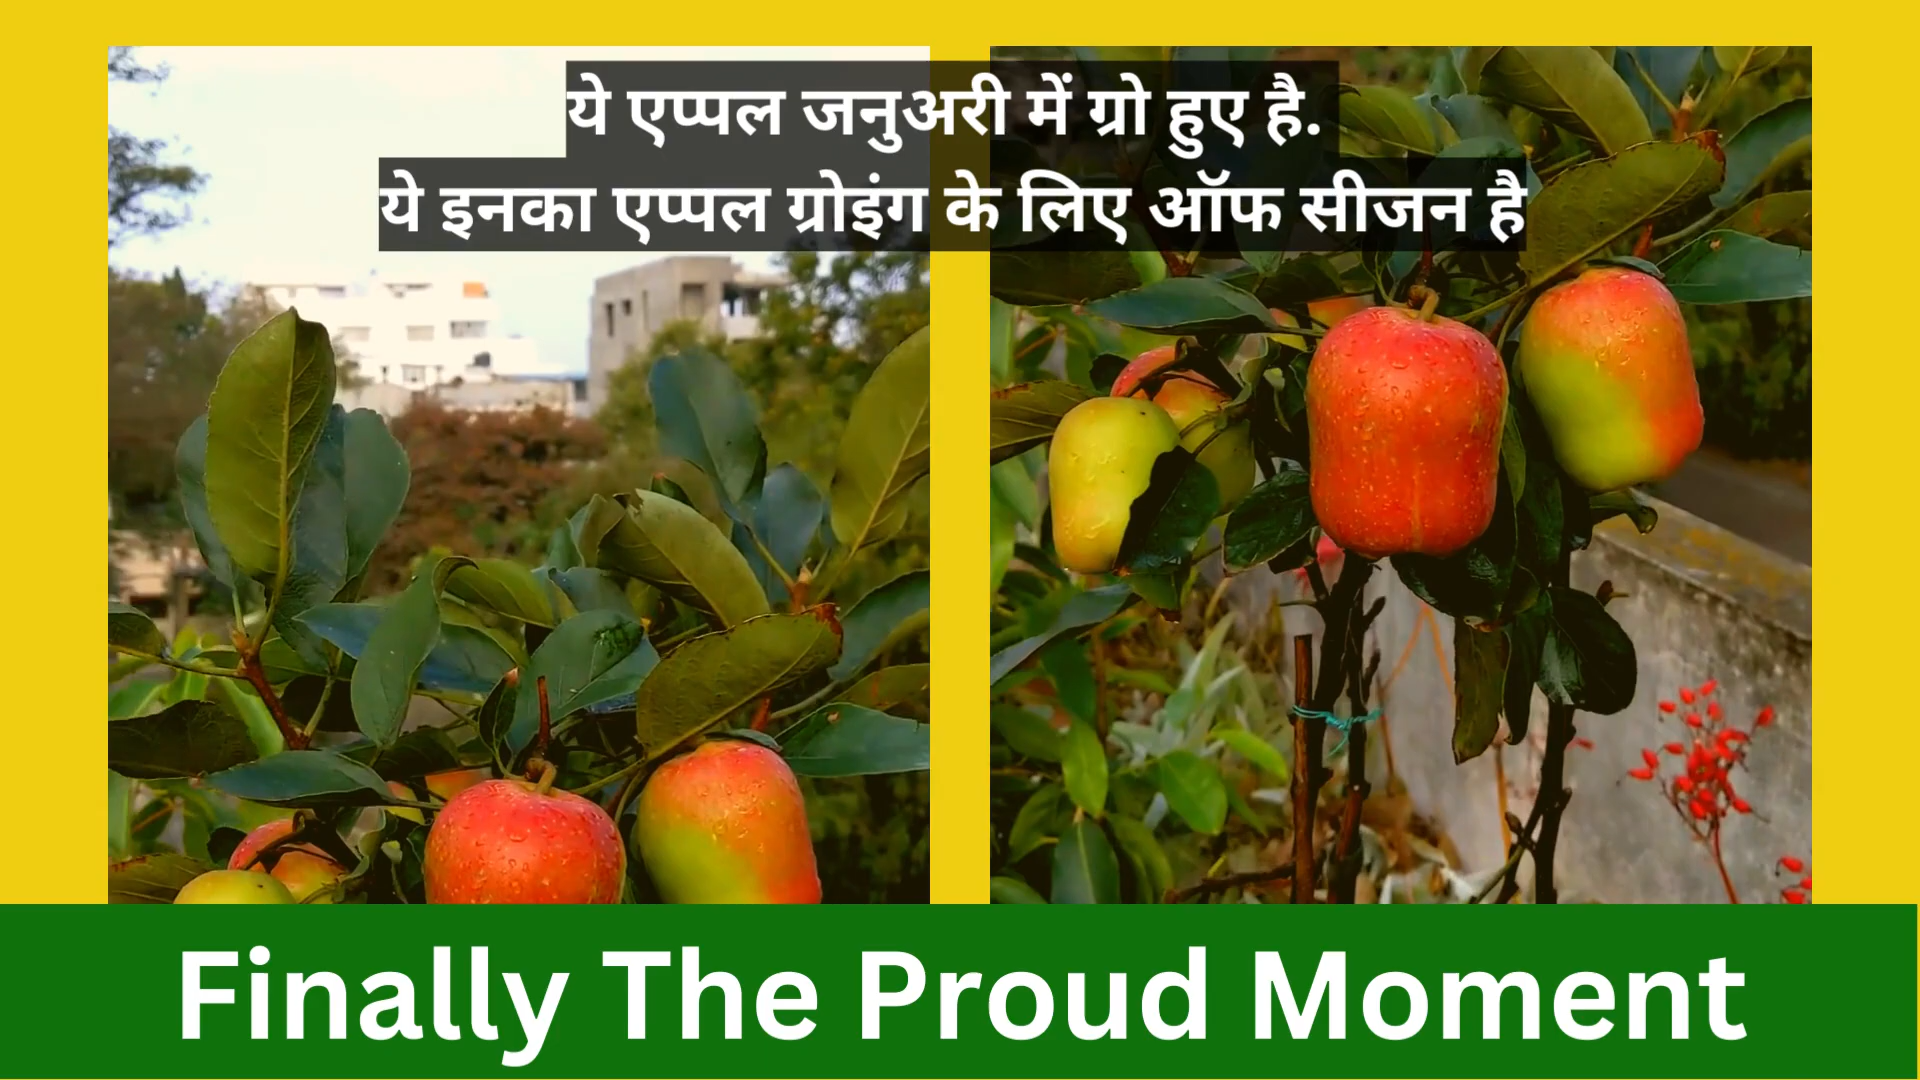 ये एप्पल जनुअरी में ग्रो हुए है.
ये इनका एप्पल ग्रोइंग के लिए ऑफ सीजन है
Finally The Proud Moment